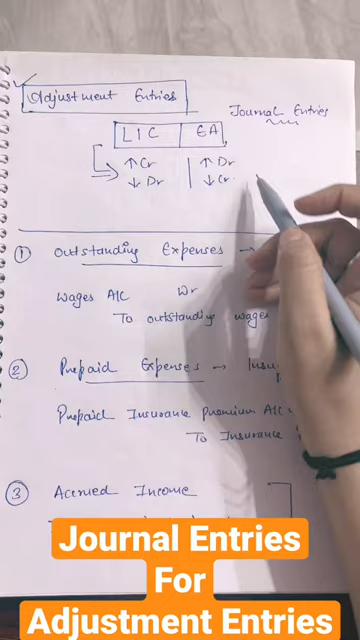 Adjustment Entries
Journal Entries
LIC | EA
↑ Cr | ↑ Dr
↓ Dr | ↓ Cr
① Outstanding Expenses →
Wages A/C Dr
To outstanding wages
② Prepaid Expenses →
Prepaid Insurance premium A/C
To Insurance
③ Accrued Income
Journal Entries
For
Adjustment Entries